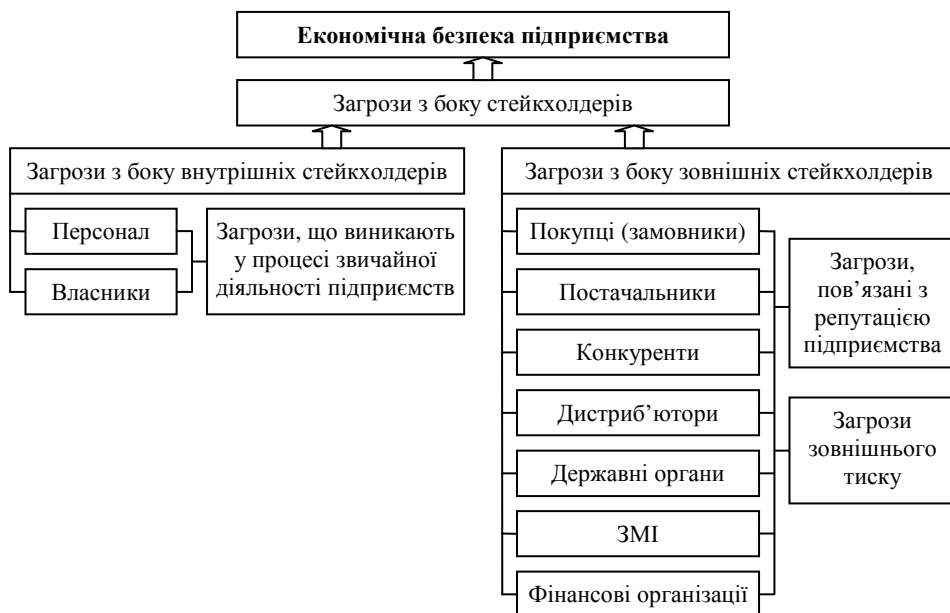 Економічна безпека підприємства
Загрози з боку стейкхолдерів
Загрози з боку внутрішніх стейкхолдерів
Персонал
Власники
Загрози, що виникають
у процесі звичайної
діяльності підприємств
Загрози з боку зовнішніх стейкхолдерів
Покупці (замовники)
Постачальники
Конкуренти
Дистриб’ютори
Державні органи
ЗМІ
Фінансові організації
Загрози,
пов’язані з
репутацією
підприємства
Загрози
зовнішнього
тиску